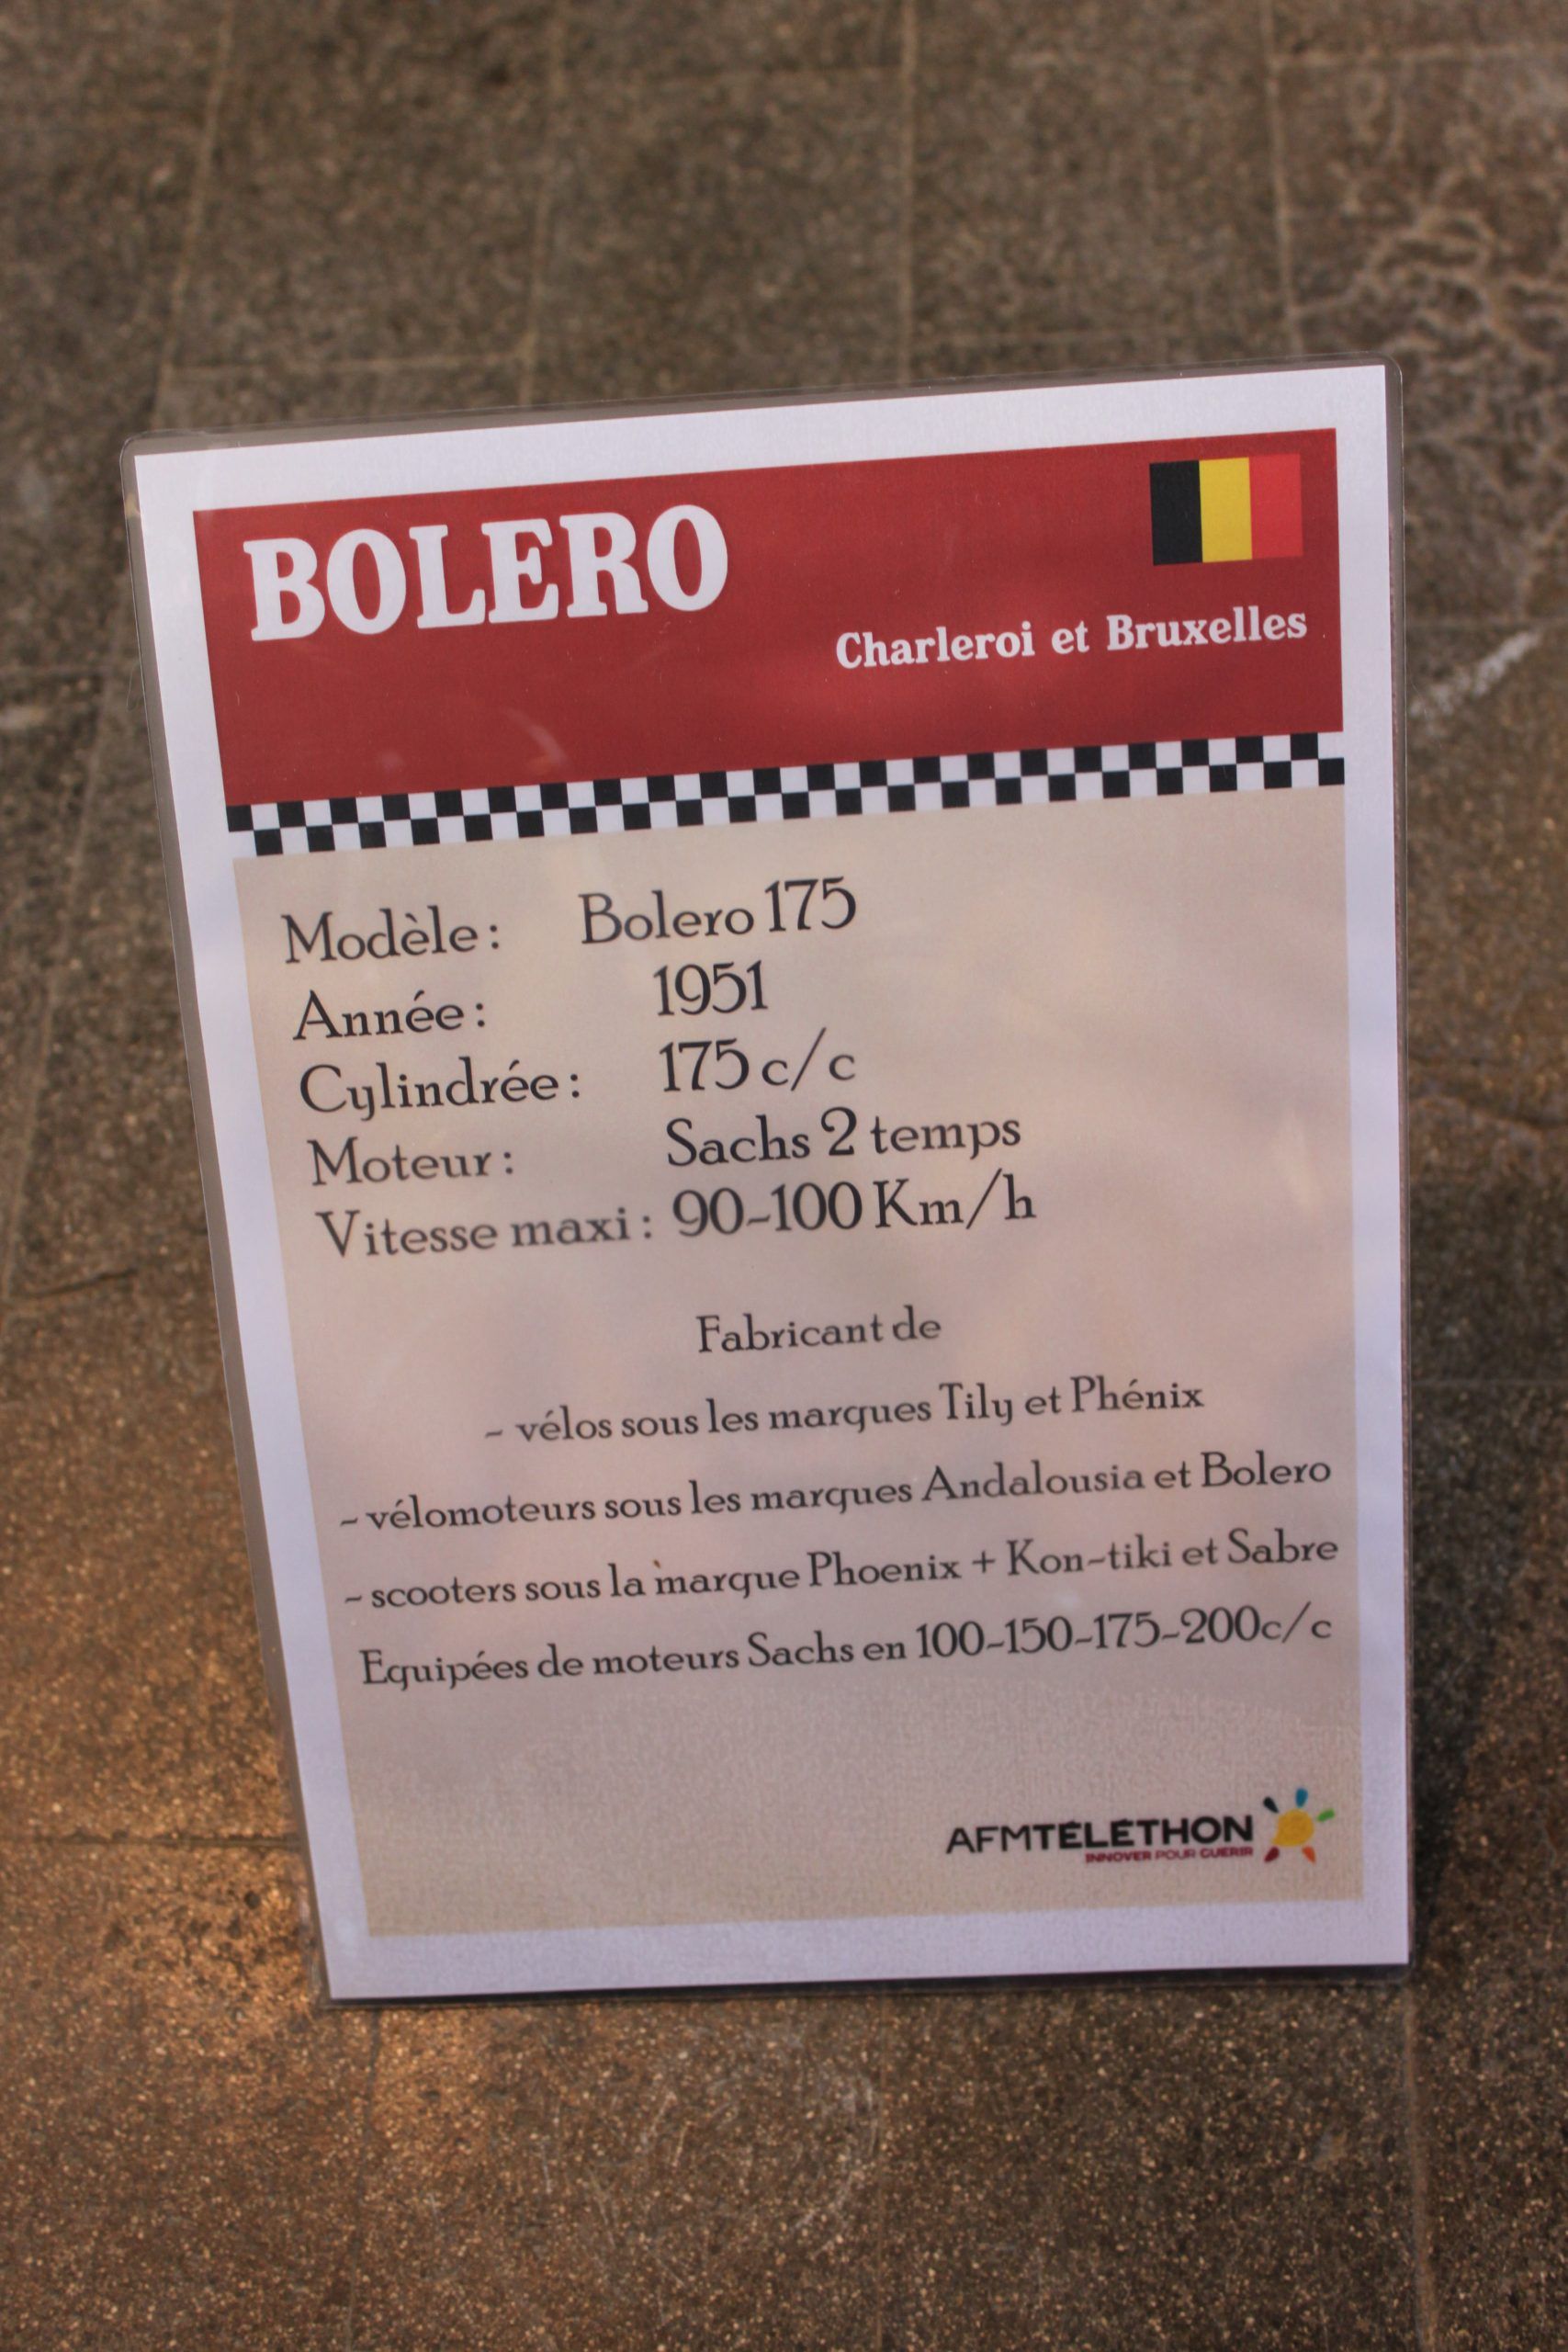 BOLERO
Charleroi et Bruxelles
Modèle: Bolero 175
Année: 1951
Cylindrée: 175 c/c
Moteur: Sachs 2 temps
Vitesse maxi: 90-100 Km/h
Fabricant de
- vélos sous les marques Tily et Phénix
- vélomoteurs sous les marques Andalousia et Bolero
- scooters sous la marque Phoenix + Kon-tiki et Sabre
Equipées de moteurs Sachs en 100-150-175-200c/c
AFMTÉLÉTHON
INNOVER POUR GUÉRIR